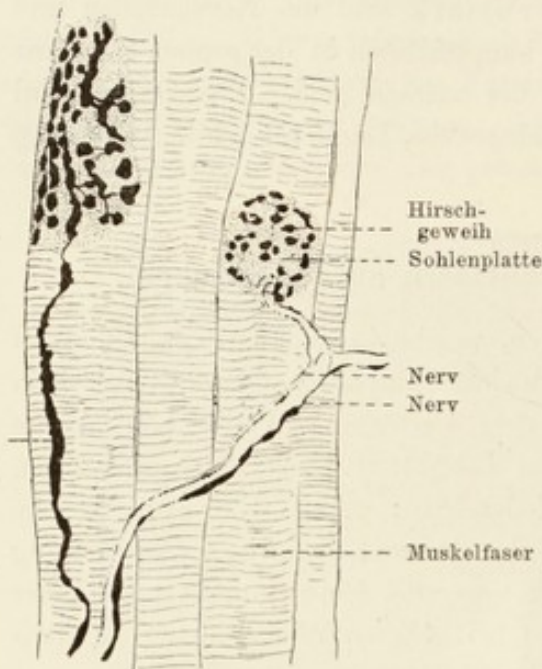 Hirsch-
geweih
Sohlenplatte
Nerv
Nerv
Muskelfaser